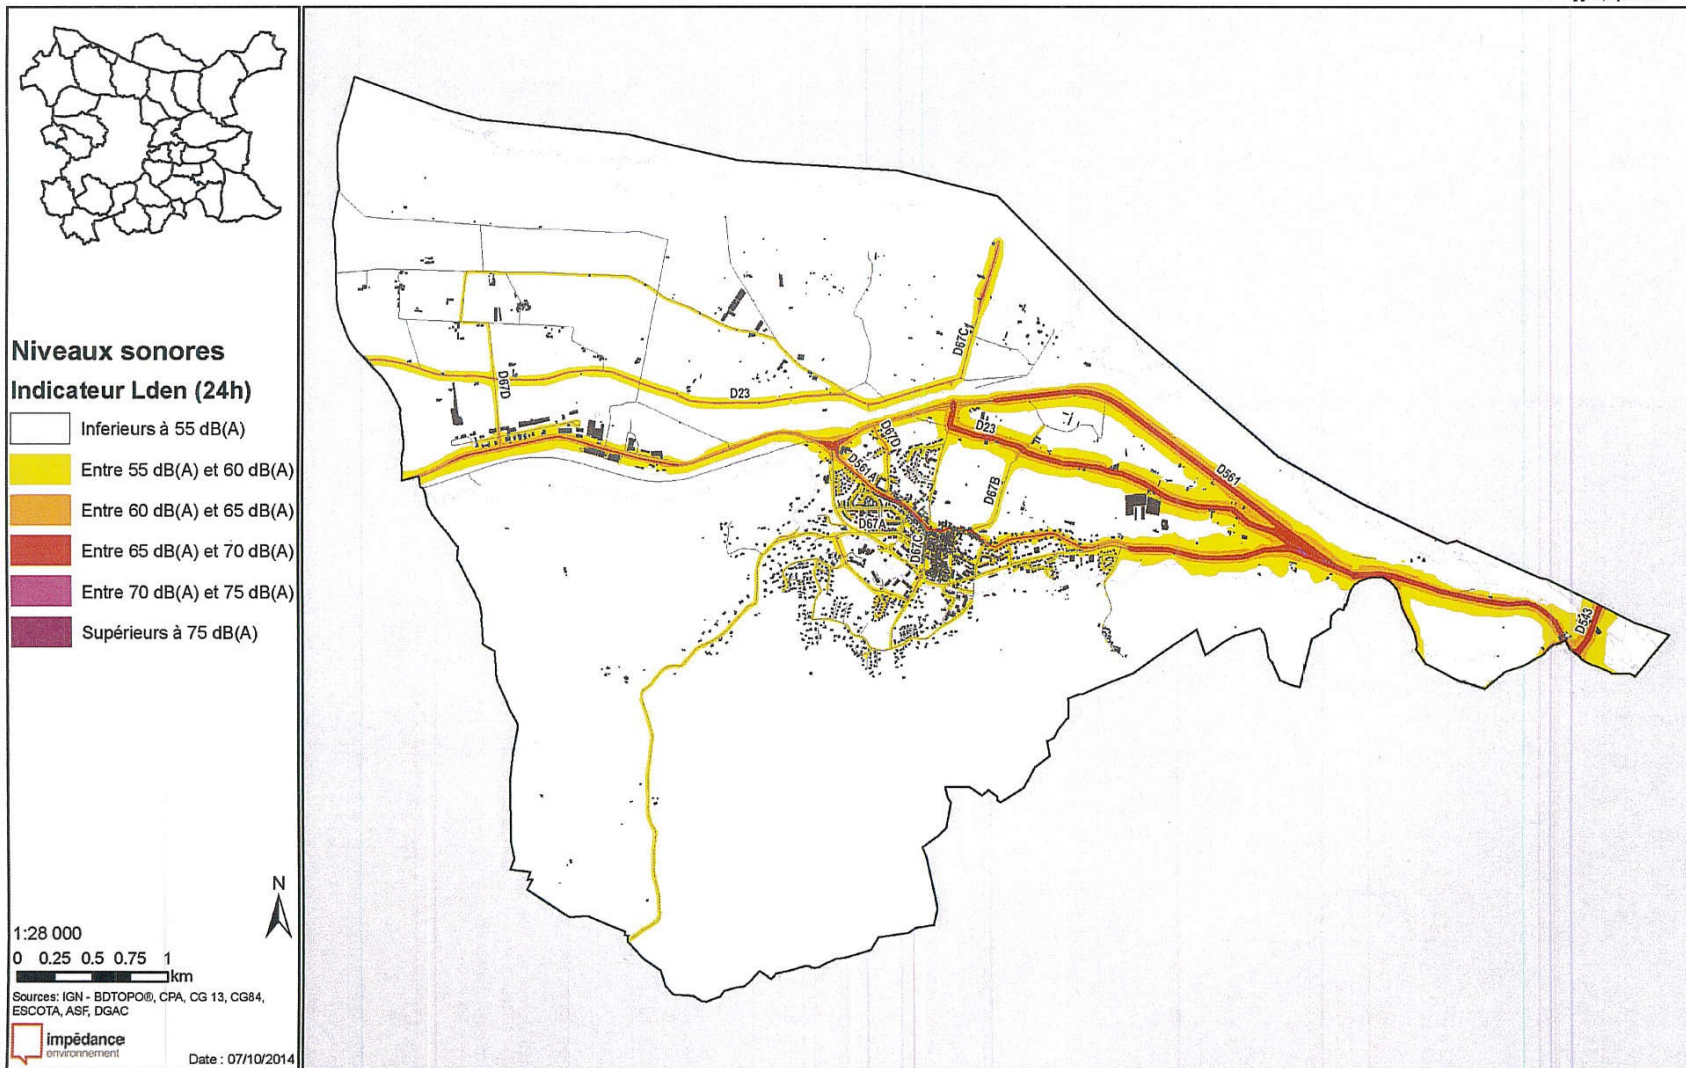 Niveaux sonores
Indicateur Lden (24h)
Inferieurs à 55 dB(A)
Entre 55 dB(A) et 60 dB(A)
Entre 60 dB(A) et 65 dB(A)
Entre 65 dB(A) et 70 dB(A)
Entre 70 dB(A) et 75 dB(A)
Supérieurs à 75 dB(A)
N
1:28 000
0 0.25 0.5 0.75 1
km
Sources: IGN - BDTOPO®, CPA, CG 13, CG84,
ESCOTA, ASF, DGAC
impédance
environnement
Date : 07/10/2014
D67C1
D67D
D23
D67D
D23
D561
D561A
D67B
D67A
D67C
D543